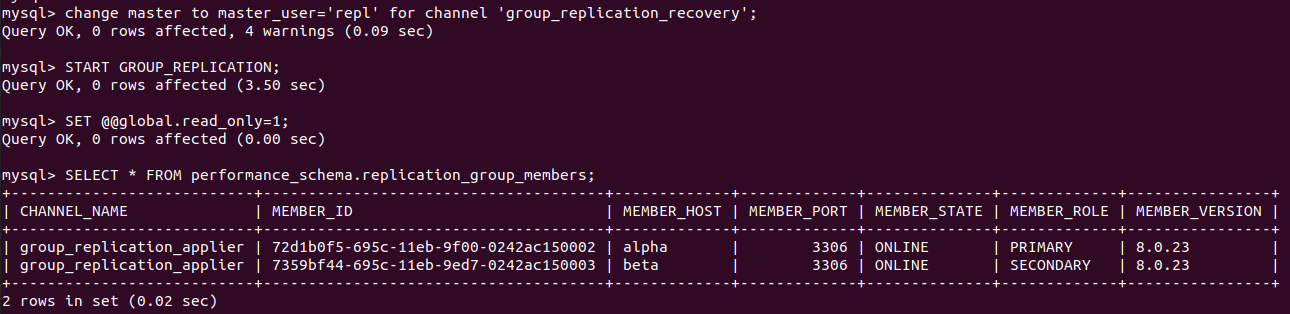 mysql> change master to master_user='repl' for channel 'group_replication_recovery';
Query OK, 0 rows affected, 4 warnings (0.09 sec)

mysql> START GROUP_REPLICATION;
Query OK, 0 rows affected (3.50 sec)

mysql> SET @@global.read_only=1;
Query OK, 0 rows affected (0.00 sec)

mysql> SELECT * FROM performance_schema.replication_group_members;
+---------------------------+--------------------------------------+-------------+-------------+--------------+-------------+----------------+
| CHANNEL_NAME              | MEMBER_ID                            | MEMBER_HOST | MEMBER_PORT | MEMBER_STATE | MEMBER_ROLE | MEMBER_VERSION |
+---------------------------+--------------------------------------+-------------+-------------+--------------+-------------+----------------+
| group_replication_applier | 72d1b0f5-695c-11eb-9f00-0242ac150002 | alpha       |        3306 | ONLINE       | PRIMARY     | 8.0.23         |
| group_replication_applier | 7359bf44-695c-11eb-9ed7-0242ac150003 | beta        |        3306 | ONLINE       | SECONDARY   | 8.0.23         |
+---------------------------+--------------------------------------+-------------+-------------+--------------+-------------+----------------+
2 rows in set (0.02 sec)